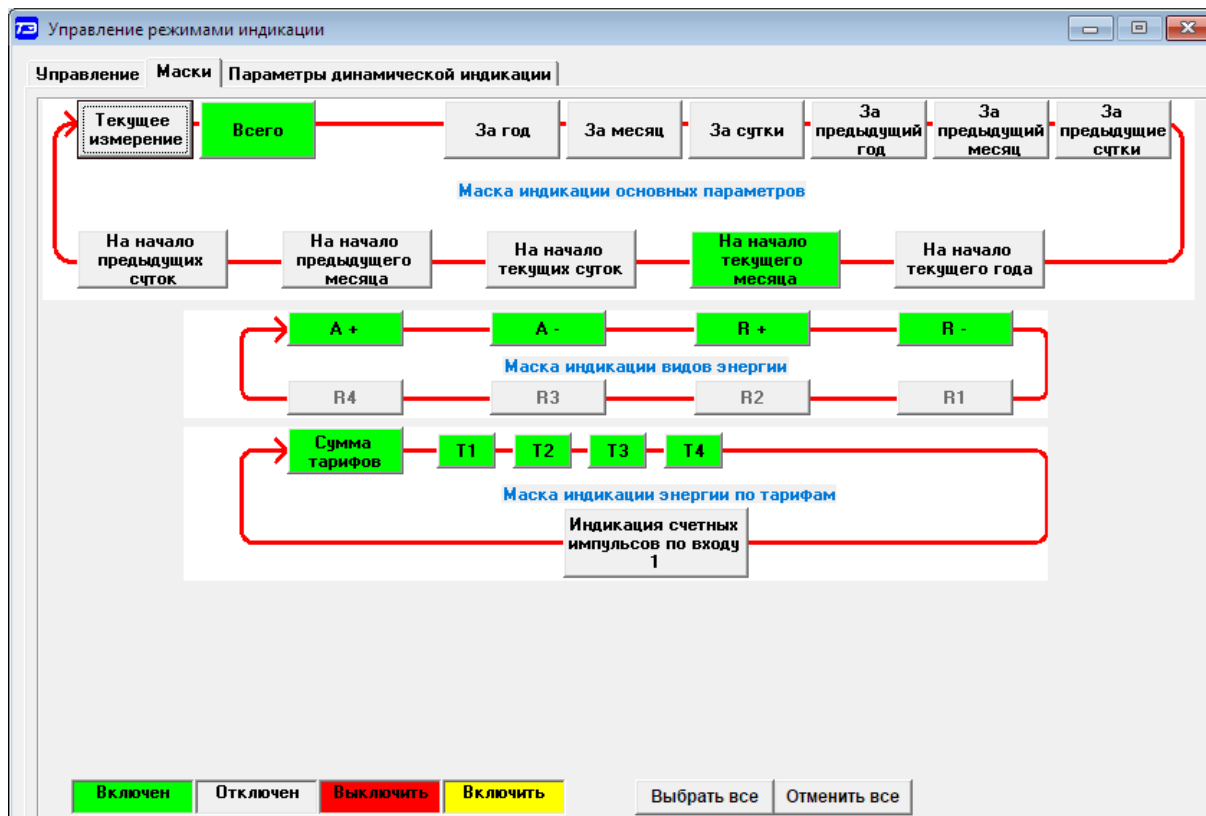 ТЭ Управление режимами индикации
Управление Маски Параметры динамической индикации
Текущее
измерение
Всего
За год
За месяц
За сутки
За
предыдущий
год
За
предыдущий
месяц
За
предыдущие
сутки
Маска индикации основных параметров
На начало
предыдущих
суток
На начало
предыдущего
месяца
На начало
текущих суток
На начало
текущего
месяца
На начало
текущего года
A +
A -
R +
R -
Маска индикации видов энергии
R4
R3
R2
R1
Сумма
тарифов
T1
T2
T3
T4
Маска индикации энергии по тарифам
Индикация счетных
импульсов по входу
1
Включен
Отключен
Выключить
Включить
Выбрать все
Отменить все